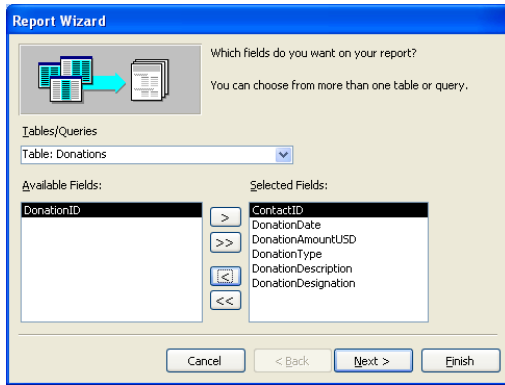 Report Wizard
Which fields do you want on your report?
You can choose from more than one table or query.
Tables/Queries
Table: Donations
Available Fields:
Selected Fields:
DonationID
ContactID
DonationDate
DonationAmountUSD
DonationType
DonationDescription
DonationDesignation
>
>>
<
<<
Cancel
< Back
Next >
Finish